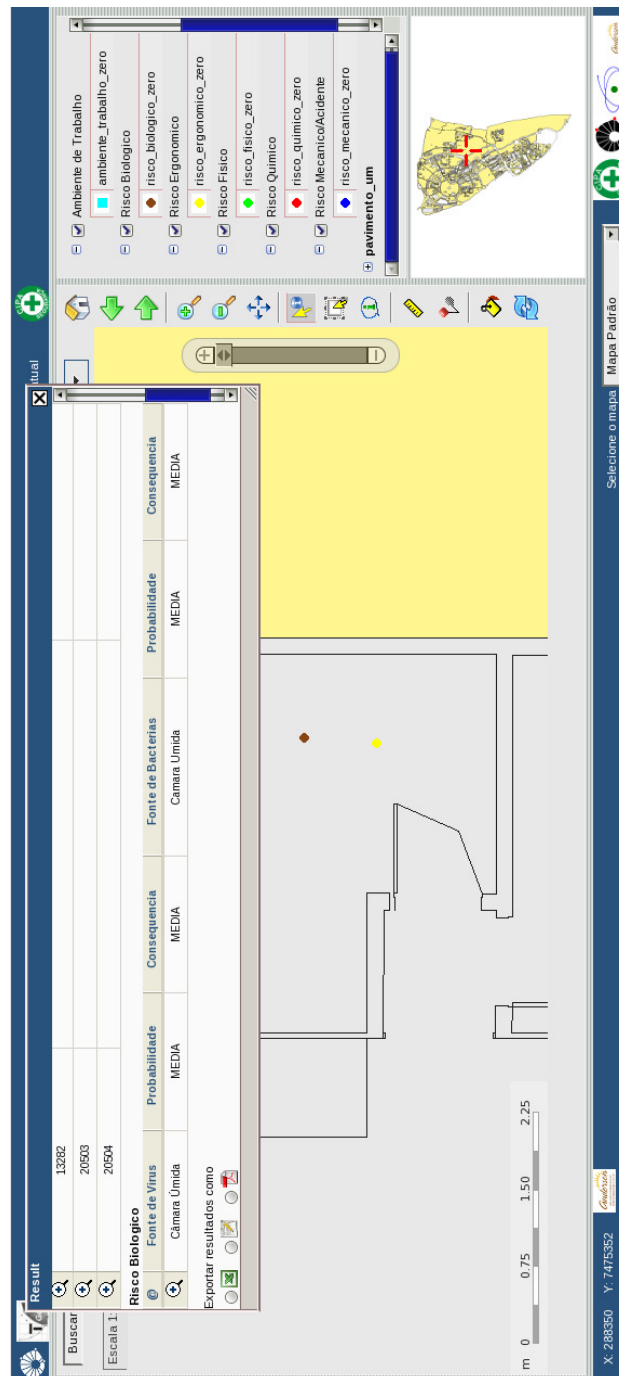 Result
13282
20503
20504
Risco Biologico
© Fonte de Virus Probabilidade Consequencia Fonte de Bacterias Probabilidade Consequencia
Câmara Úmida MEDIA MEDIA Camara Umida MEDIA MEDIA
Exportar resultados como
Buscar
Escala 1:
tual
m 0 0.75 1.50 2.25
Ambiente de Trabalho
ambiente_trabalho_zero
Risco Biologico
risco_biologico_zero
Risco Ergonomico
risco_ergonomico_zero
Risco Fisico
risco_fisico_zero
Risco Quimico
risco_quimico_zero
Risco Mecanico/Acidente
risco_mecanico_zero
pavimento_um
X: 288350 Y: 7475352
Selecione o mapa Mapa Padrão
CIPA